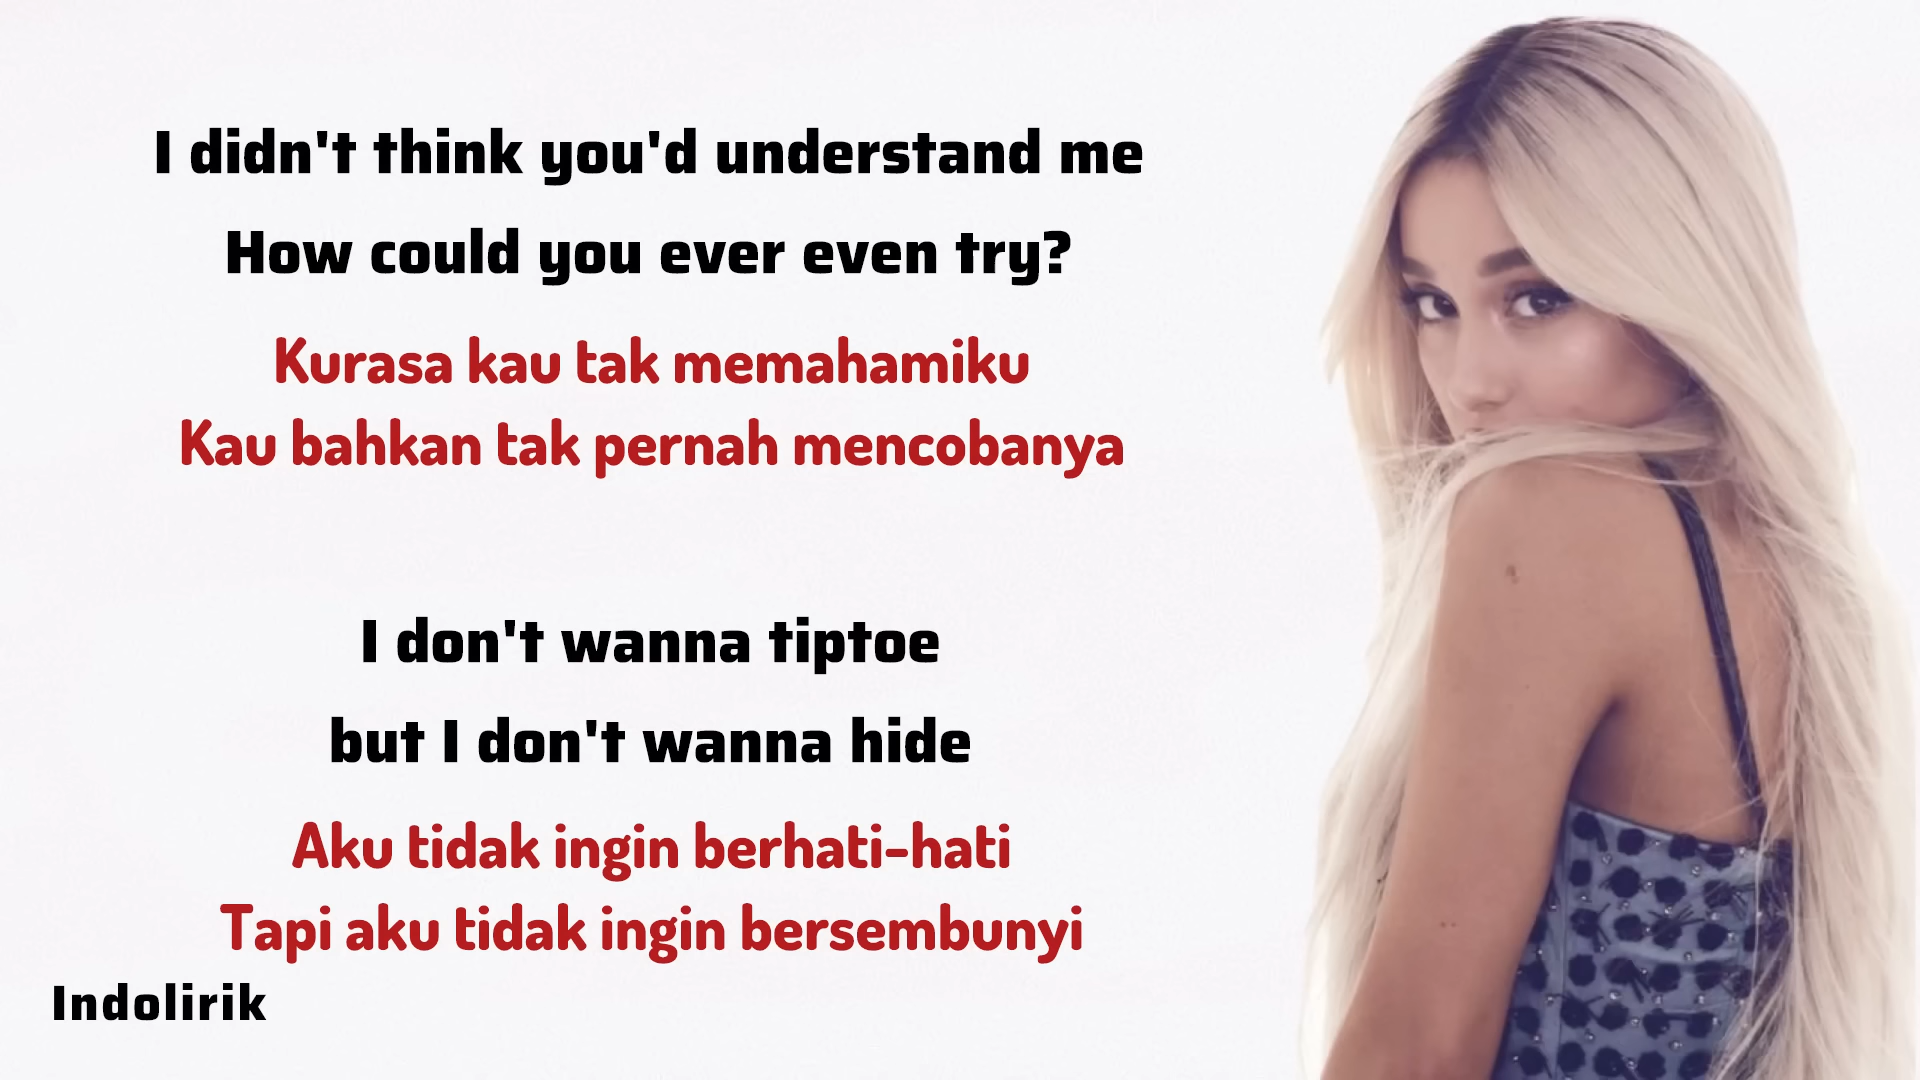 I didn't think you'd understand me
How could you ever even try?
Kurasa kau tak memahamiku
Kau bahkan tak pernah mencobanya
I don't wanna tiptoe
but I don't wanna hide
Aku tidak ingin berhati-hati
Tapi aku tidak ingin bersembunyi
Indolirik